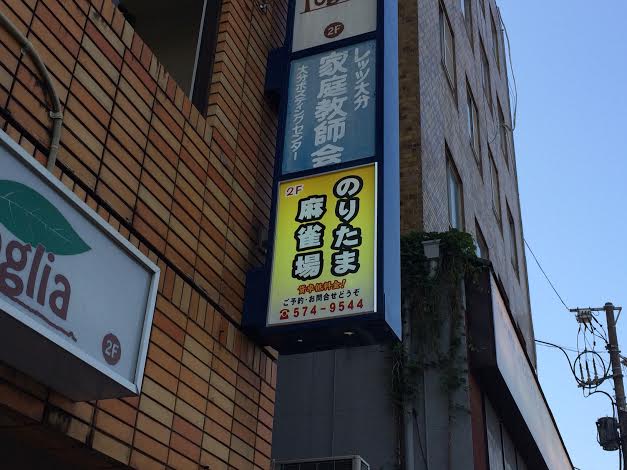 2F
レッツ大分
家庭教師会
大分ポスティングセンター
2F
のりたま
麻雀場
ご予約・お問合せどうぞ
☎574-9544
oglia
2F